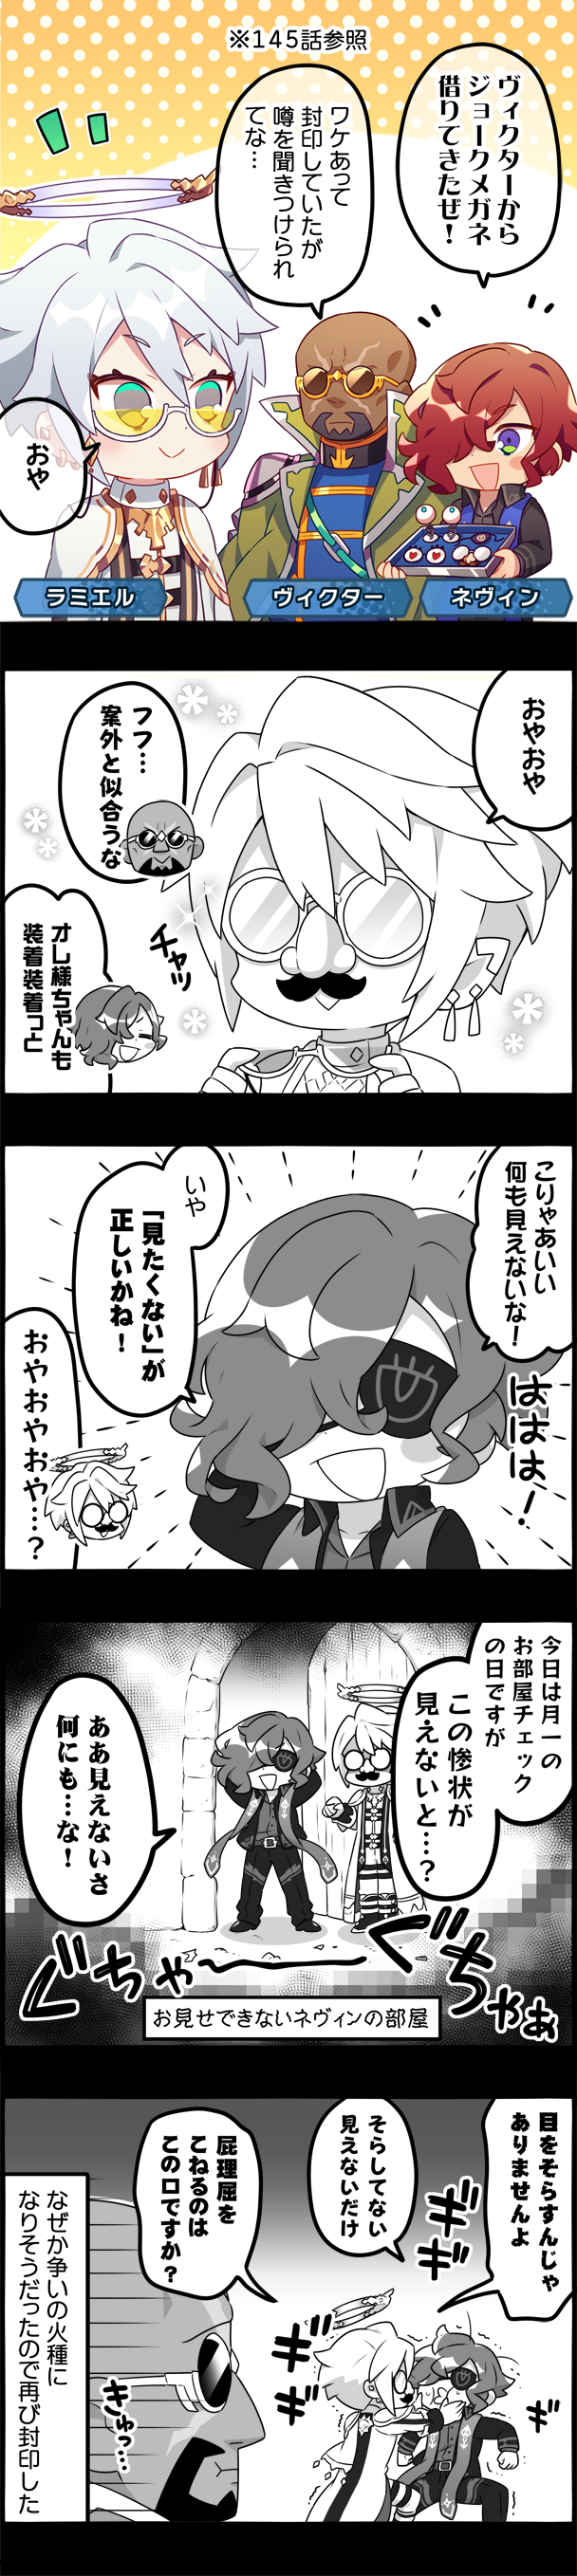 ※145話参照
ヴィクターから
ジョークメガネ
借りてきたぜ！
ワケあって
封印していたが
噂を聞きつけられ
てな…
おや
ラミエル
ヴィクター
ネヴィン
おやおや
フフ…
案外と似合うな
チャッ
オレ様ちゃんも
装着装着っと
こりゃあいい
何も見えないな！
ははは！
いや
「見たくない」が
正しいかね！
おやおやおや…？
今日は月一の
お部屋チェック
の日ですが
この惨状が
見えないと…？
ああ見えないさ
何にも…な！
ぐちゃぁ
ぐちゃ〜
お見せできないネヴィンの部屋
目をそらすんじゃ
ありませんよ
そらしてない
見えないだけ
屁理屈を
こねるのは
この口ですか？
ギギギ
ギギ
ギ
きゅっ…
なぜか争いの火種に
なりそうだったので再び封印した